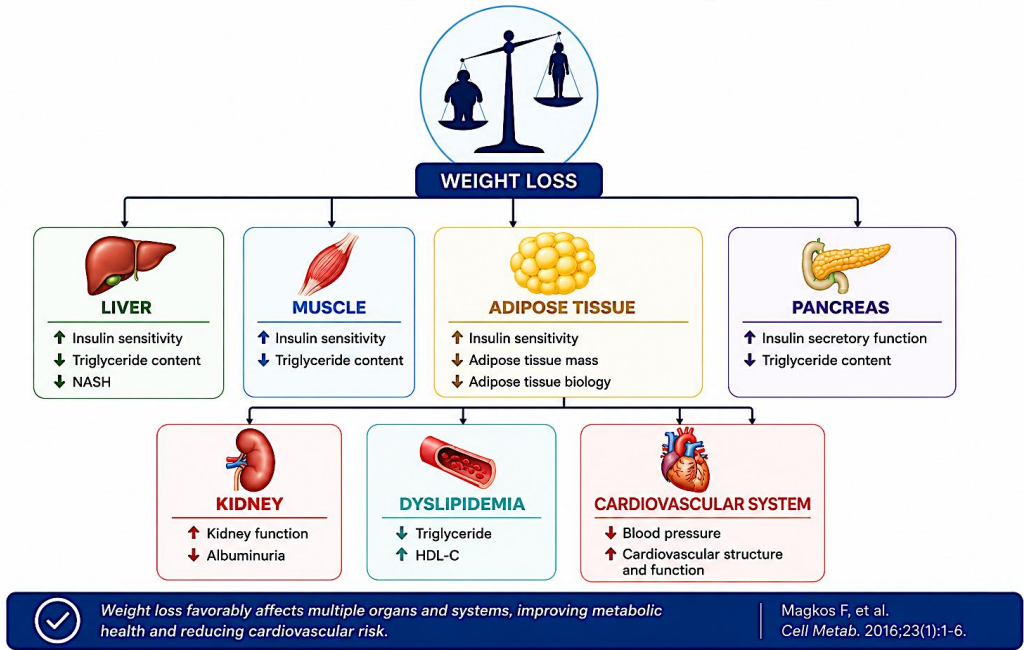 WEIGHT LOSS
LIVER
↑ Insulin sensitivity
↓ Triglyceride content
↓ NASH
MUSCLE
↑ Insulin sensitivity
↓ Triglyceride content
ADIPOSE TISSUE
↑ Insulin sensitivity
↓ Adipose tissue mass
↓ Adipose tissue biology
PANCREAS
↑ Insulin secretory function
↓ Triglyceride content
KIDNEY
↑ Kidney function
↓ Albuminuria
DYSLIPIDEMIA
↓ Triglyceride
↑ HDL-C
CARDIOVASCULAR SYSTEM
↓ Blood pressure
↑ Cardiovascular structure
and function
Weight loss favorably affects multiple organs and systems, improving metabolic
health and reducing cardiovascular risk.
Magkos F, et al.
Cell Metab. 2016;23(1):1-6.